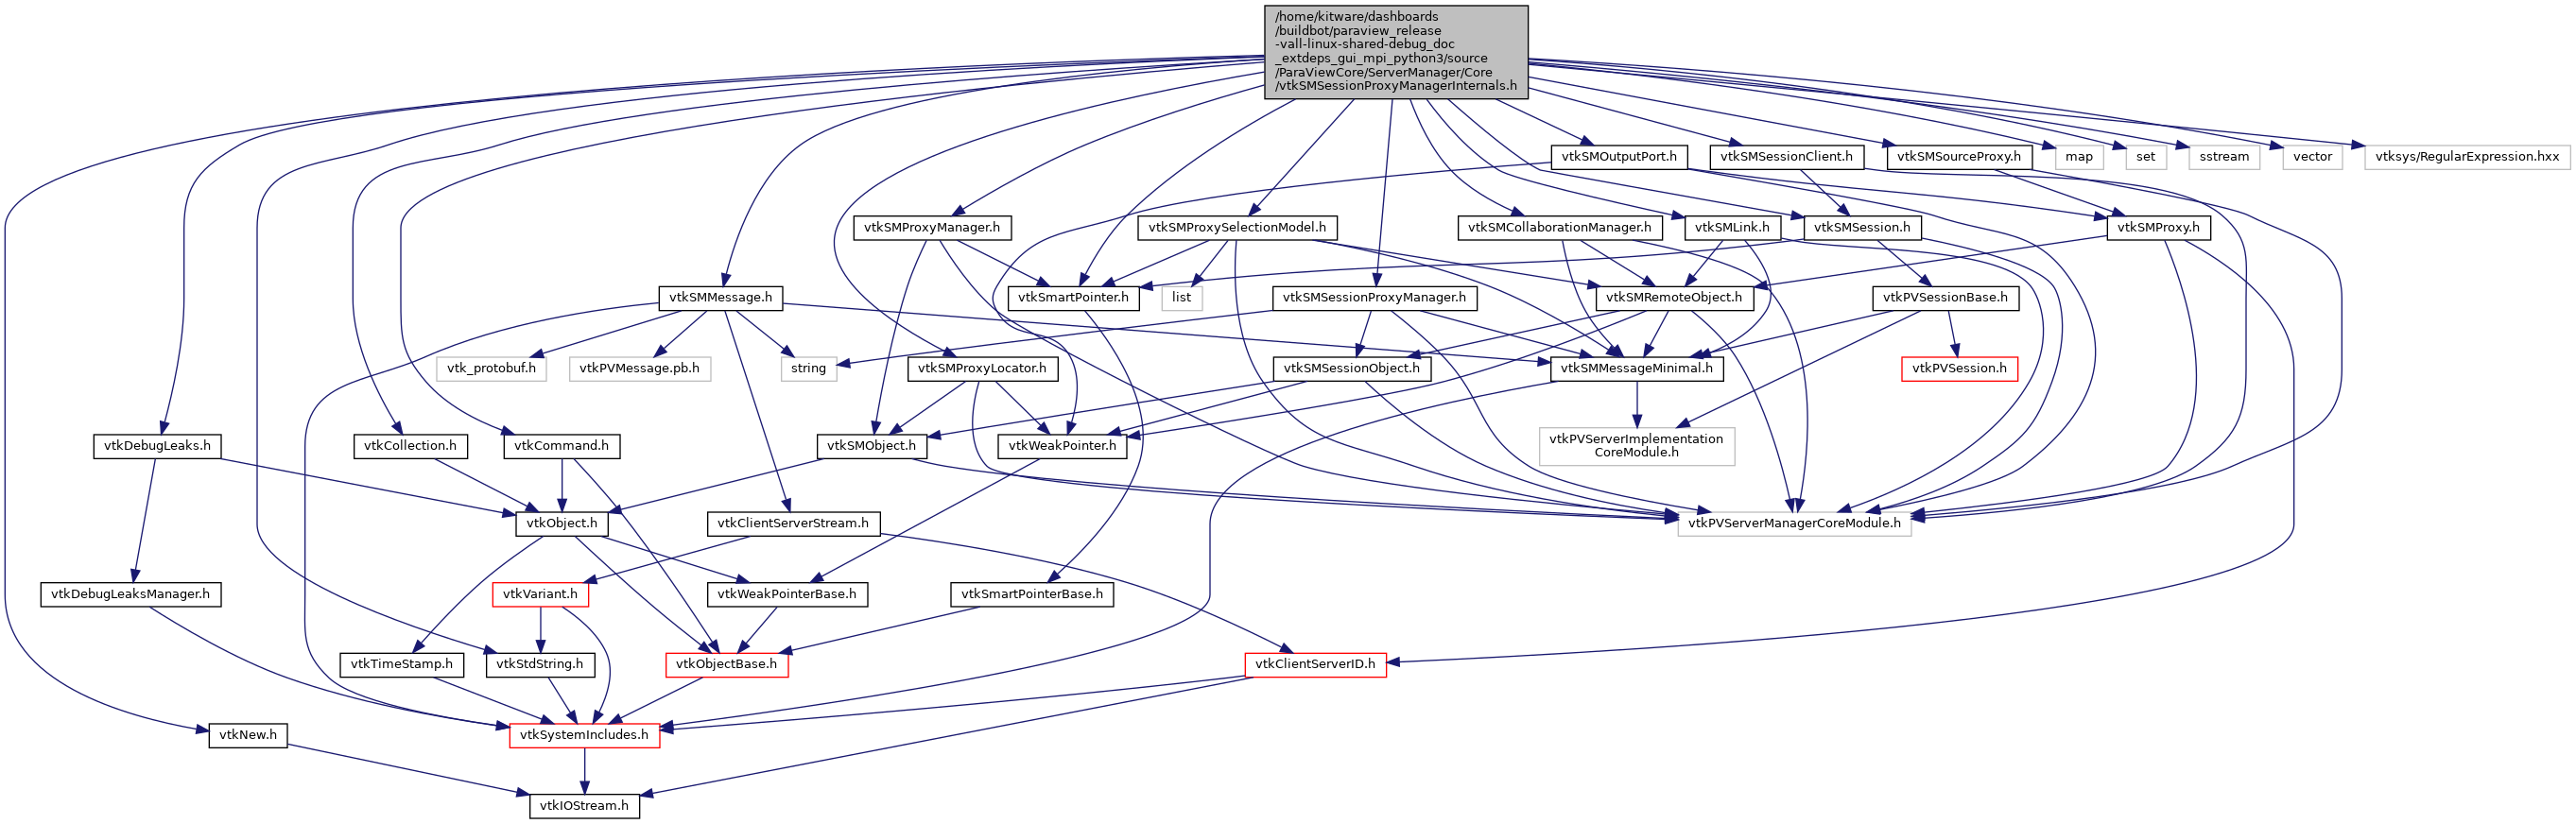 /home/kitware/dashboards
/buildbot/paraview_release
-vall-linux-shared-debug_doc
_extdeps_gui_mpi_python3/source
/ParaViewCore/ServerManager/Core
/vtkSMSessionProxyManagerInternals.h
vtkSMOutputPort.h
vtkSMSessionClient.h
vtkSMSourceProxy.h
map
set
sstream
vector
vtksys/RegularExpression.hxx
vtkSMProxyManager.h
vtkSMProxySelectionModel.h
vtkSMCollaborationManager.h
vtkSMLink.h
vtkSMSession.h
vtkSMProxy.h
vtkSMMessage.h
vtkSmartPointer.h
list
vtkSMSessionProxyManager.h
vtkSMRemoteObject.h
vtkPVSessionBase.h
vtk_protobuf.h
vtkPVMessage.pb.h
string
vtkSMProxyLocator.h
vtkSMSessionObject.h
vtkSMMessageMinimal.h
vtkPVSession.h
vtkDebugLeaks.h
vtkCollection.h
vtkCommand.h
vtkSMObject.h
vtkWeakPointer.h
vtkPVServerImplementation
CoreModule.h
vtkObject.h
vtkClientServerStream.h
vtkPVServerManagerCoreModule.h
vtkDebugLeaksManager.h
vtkVariant.h
vtkWeakPointerBase.h
vtkSmartPointerBase.h
vtkTimeStamp.h
vtkStdString.h
vtkObjectBase.h
vtkClientServerID.h
vtkNew.h
vtkSystemIncludes.h
vtkIOStream.h